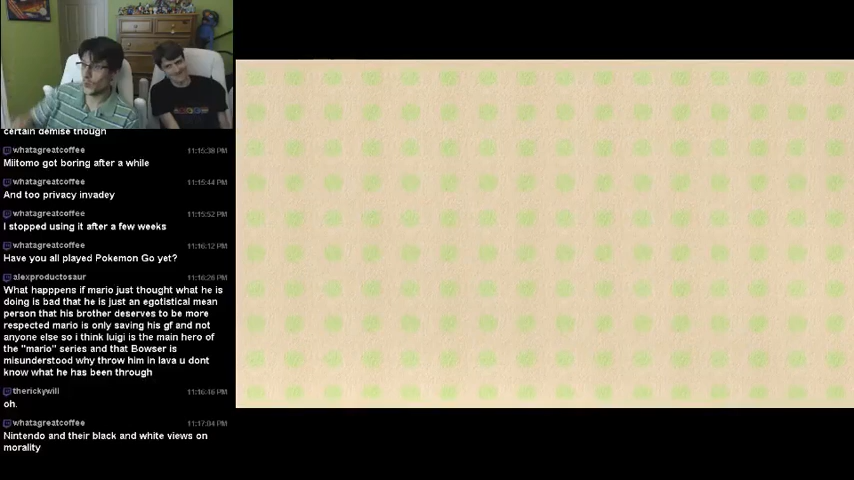 certain demise though
whatagreatcoffee 11:15:38 PM
Miitomo got boring after a while
whatagreatcoffee 11:15:44 PM
And too privacy invadey
whatagreatcoffee 11:15:52 PM
I stopped using it after a few weeks
whatagreatcoffee 11:16:12 PM
Have you all played Pokemon Go yet?
alexproductosaur 11:16:26 PM
What happpens if mario just thought what he is
doing is bad that he is just an egotistical mean
person that his brother deserves to be more
respected mario is only saving his gf and not
anyone else so i think luigi is the main hero of
the "mario" series and that Bowser is
misunderstood why throw him in lava u dont
know what he has been through
therickywill 11:16:46 PM
oh.
whatagreatcoffee 11:17:04 PM
Nintendo and their black and white views on
morality